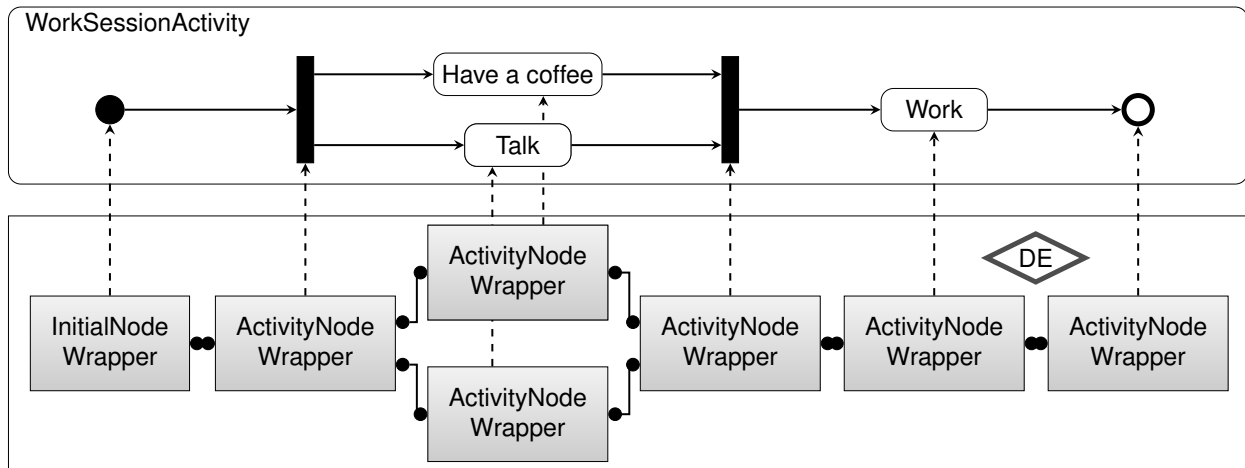 WorkSessionActivity
Have a coffee
Talk
Work
ActivityNode
Wrapper
DE
InitialNode
Wrapper
ActivityNode
Wrapper
ActivityNode
Wrapper
ActivityNode
Wrapper
ActivityNode
Wrapper
ActivityNode
Wrapper